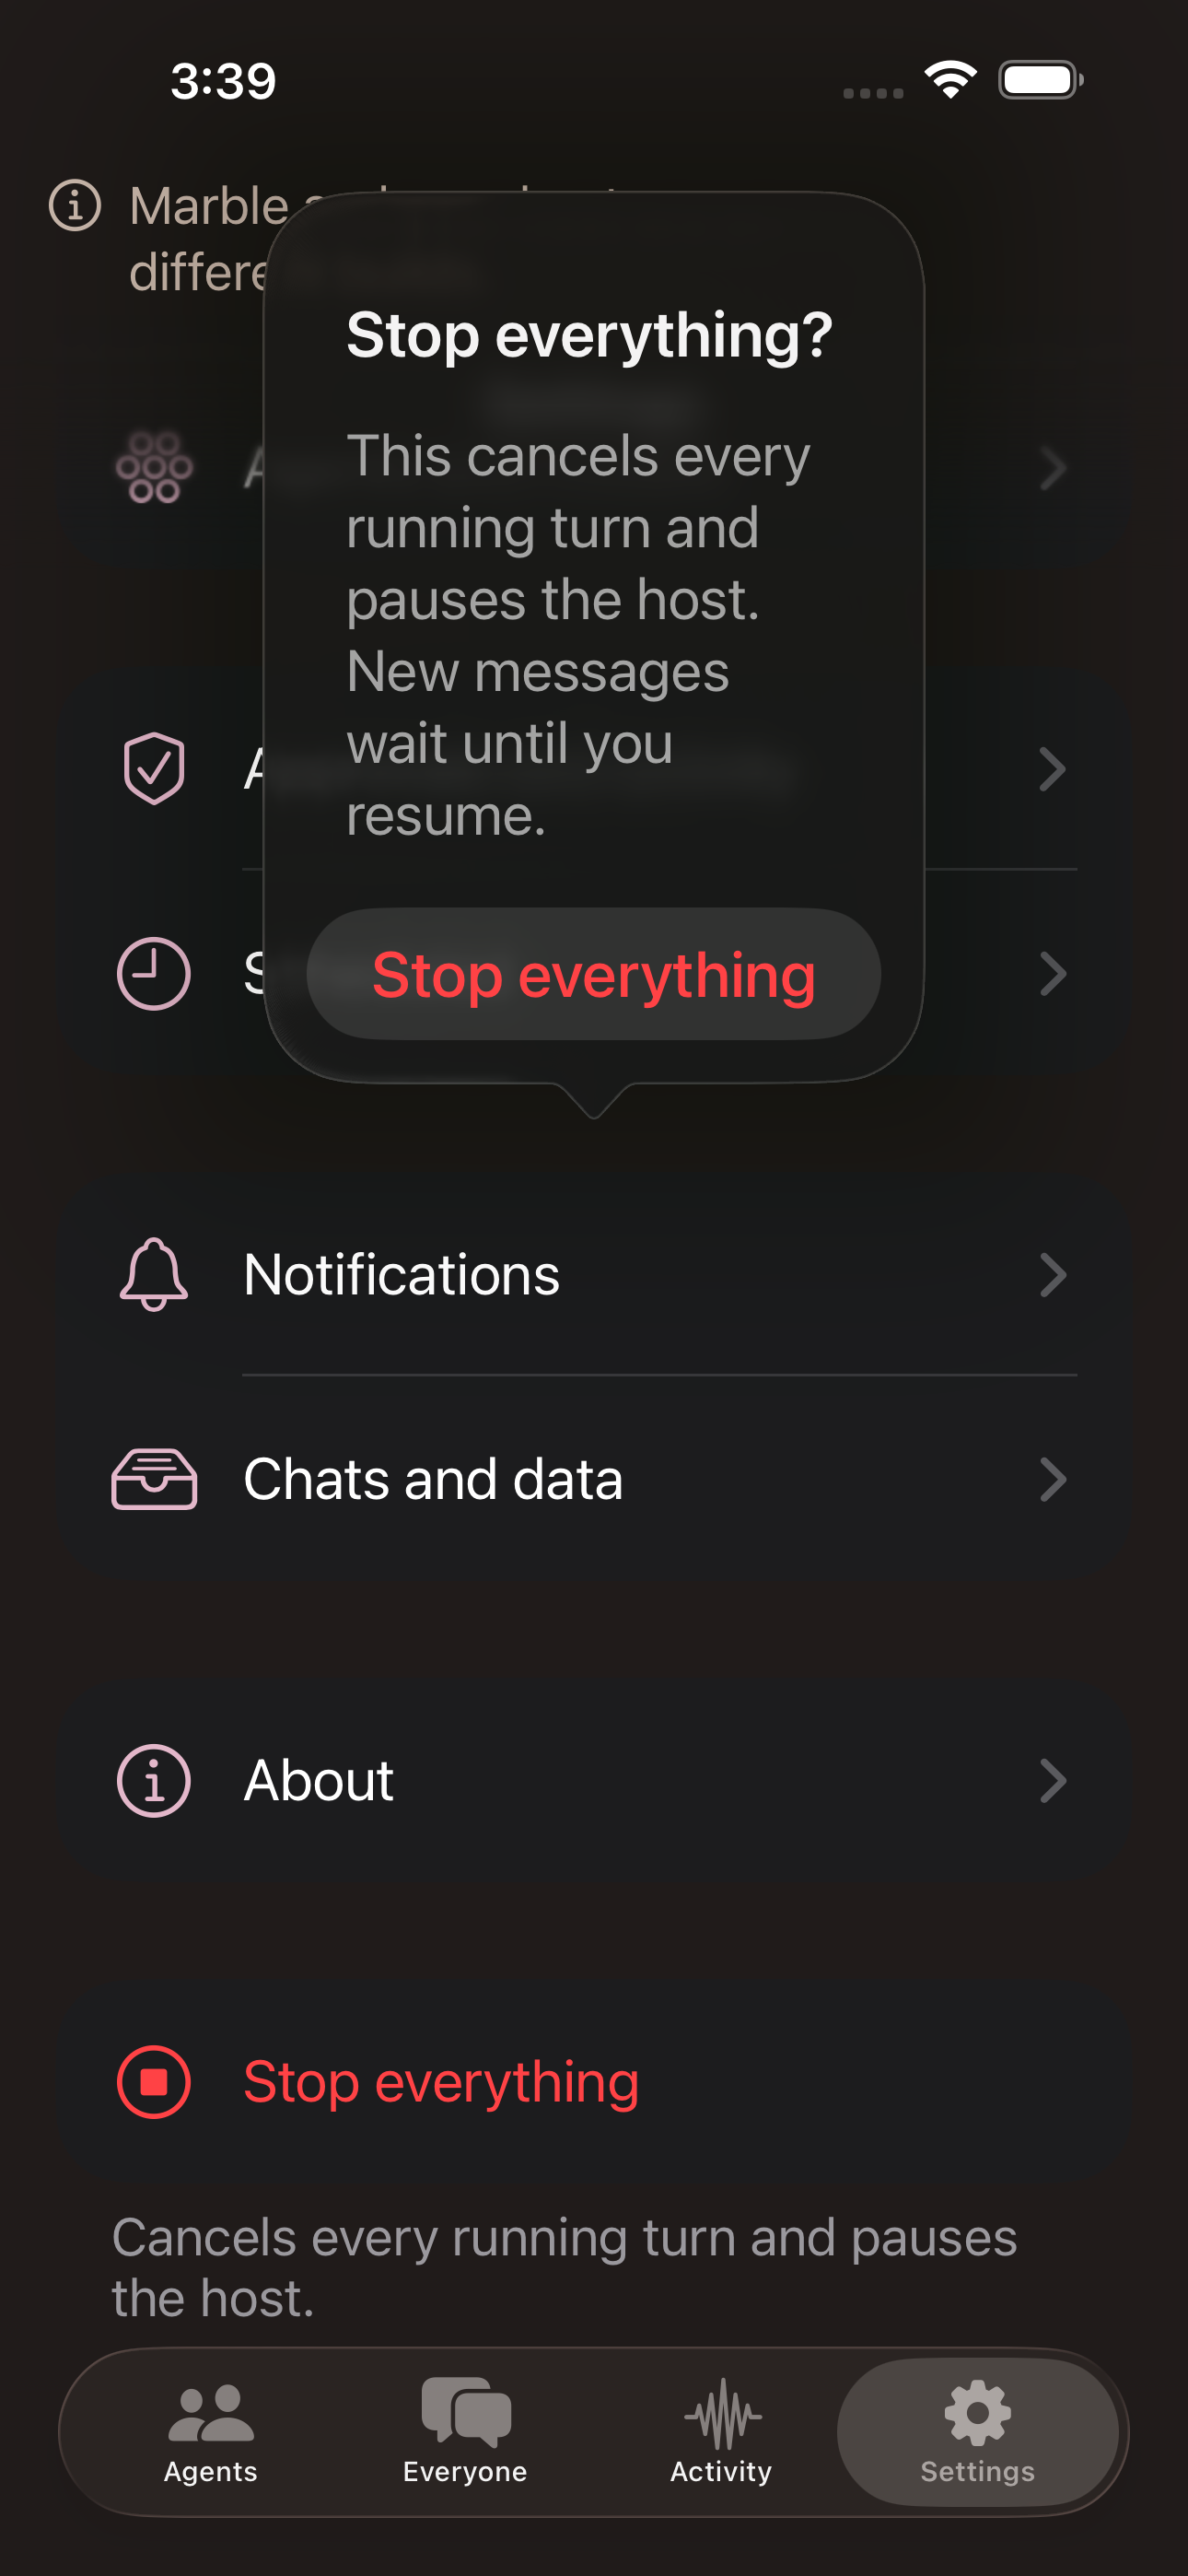 3:39
Marble
Stop everything?
This cancels every
running turn and
pauses the host.
New messages
wait until you
resume.
Stop everything
Notifications
Chats and data
About
Stop everything
Cancels every running turn and pauses
the host.
Agents
Everyone
Activity
Settings